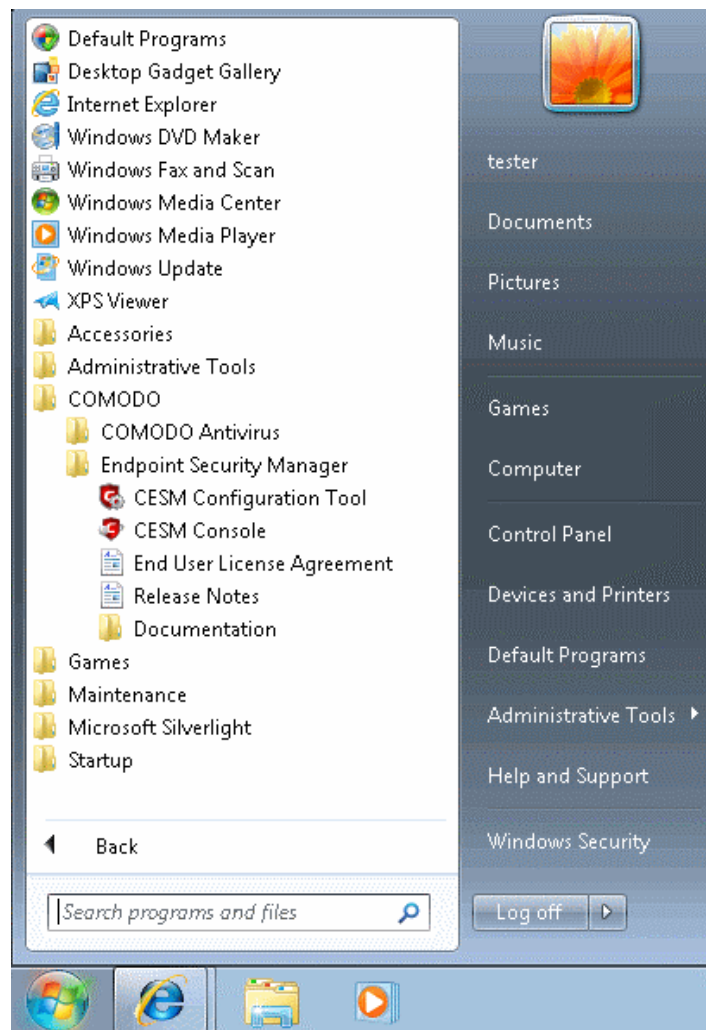 Default Programs
Desktop Gadget Gallery
Internet Explorer
Windows DVD Maker
Windows Fax and Scan
Windows Media Center
Windows Media Player
Windows Update
XPS Viewer
Accessories
Administrative Tools
COMODO
COMODO Antivirus
Endpoint Security Manager
CESM Configuration Tool
CESM Console
End User License Agreement
Release Notes
Documentation
Games
Maintenance
Microsoft Silverlight
Startup
Back
Search programs and files
tester
Documents
Pictures
Music
Games
Computer
Control Panel
Devices and Printers
Default Programs
Administrative Tools
Help and Support
Windows Security
Log off